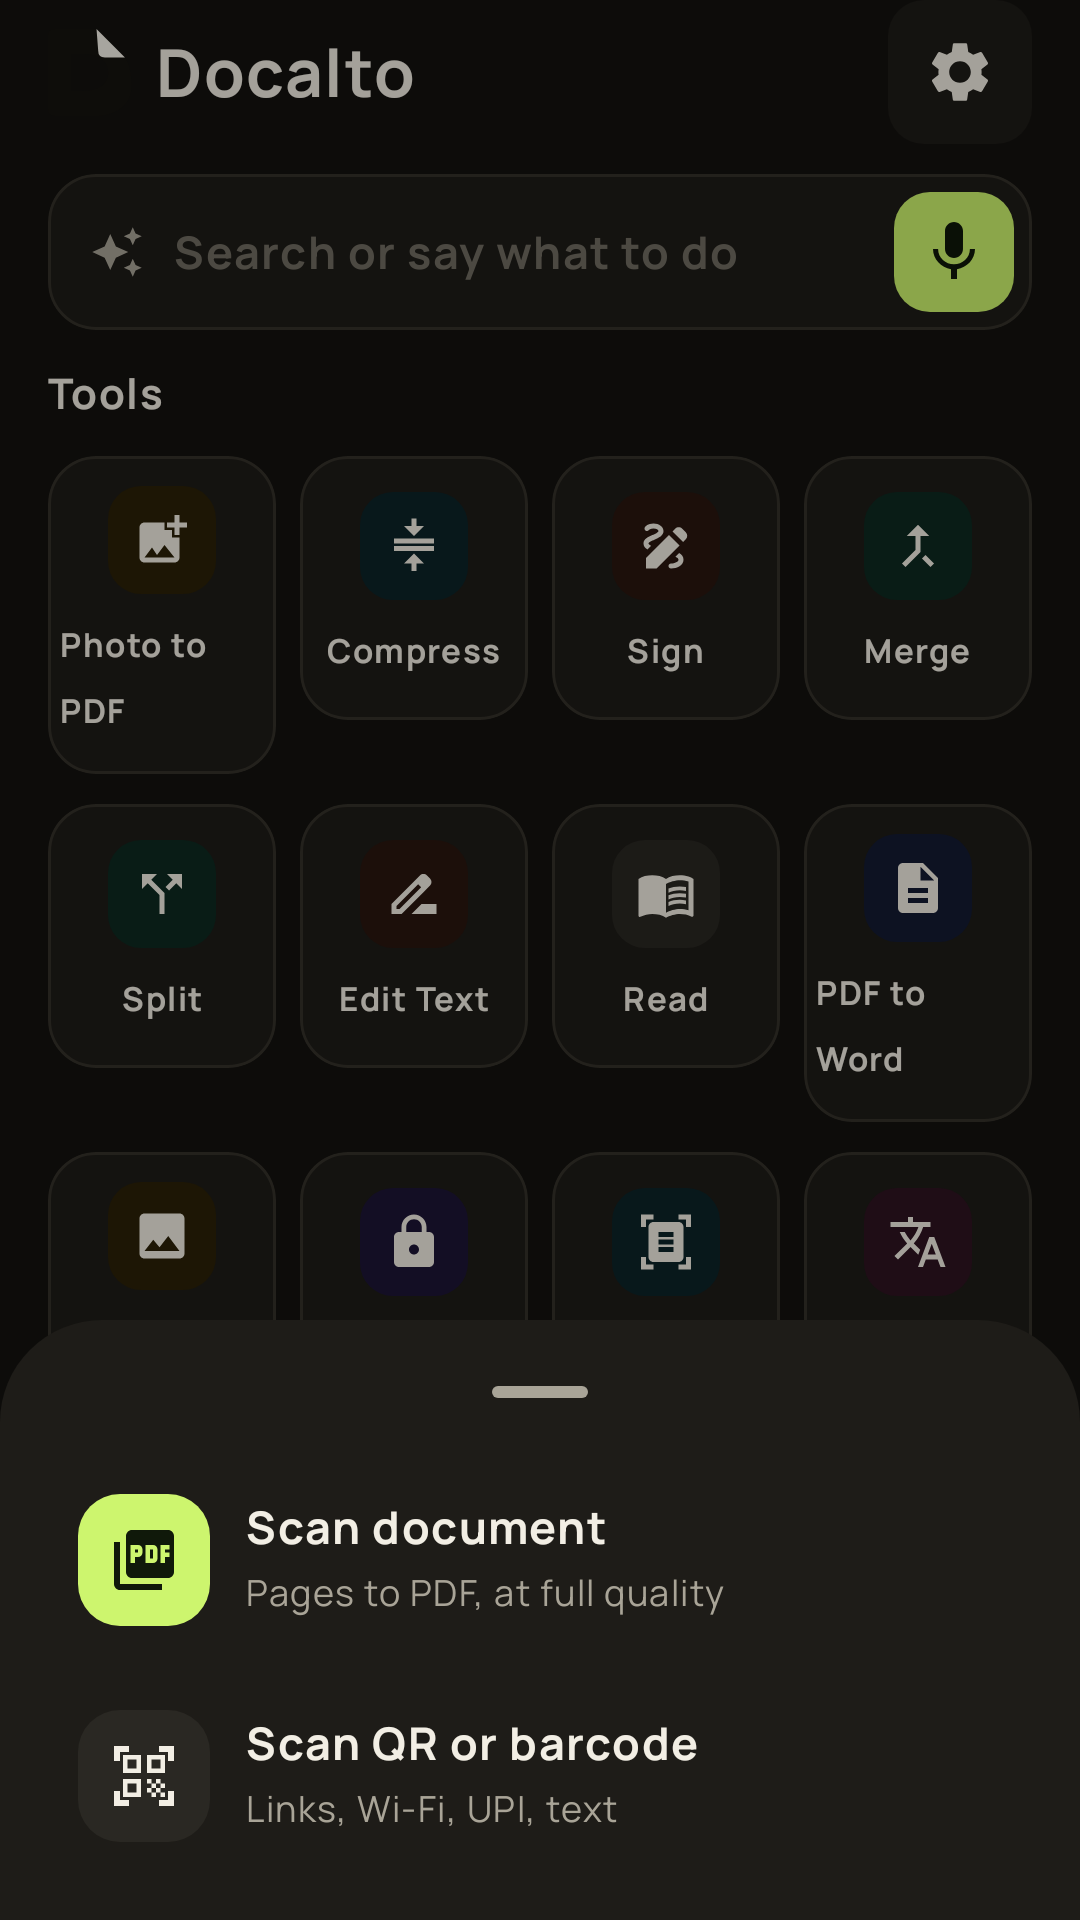 Docalto
Search or say what to do
Tools
Photo to
PDF
Compress
Sign
Merge
Split
Edit Text
Read
PDF to
Word
Scan document
PDF
Pages to PDF, at full quality
Scan QR or barcode
Links, Wi-Fi, UPI, text